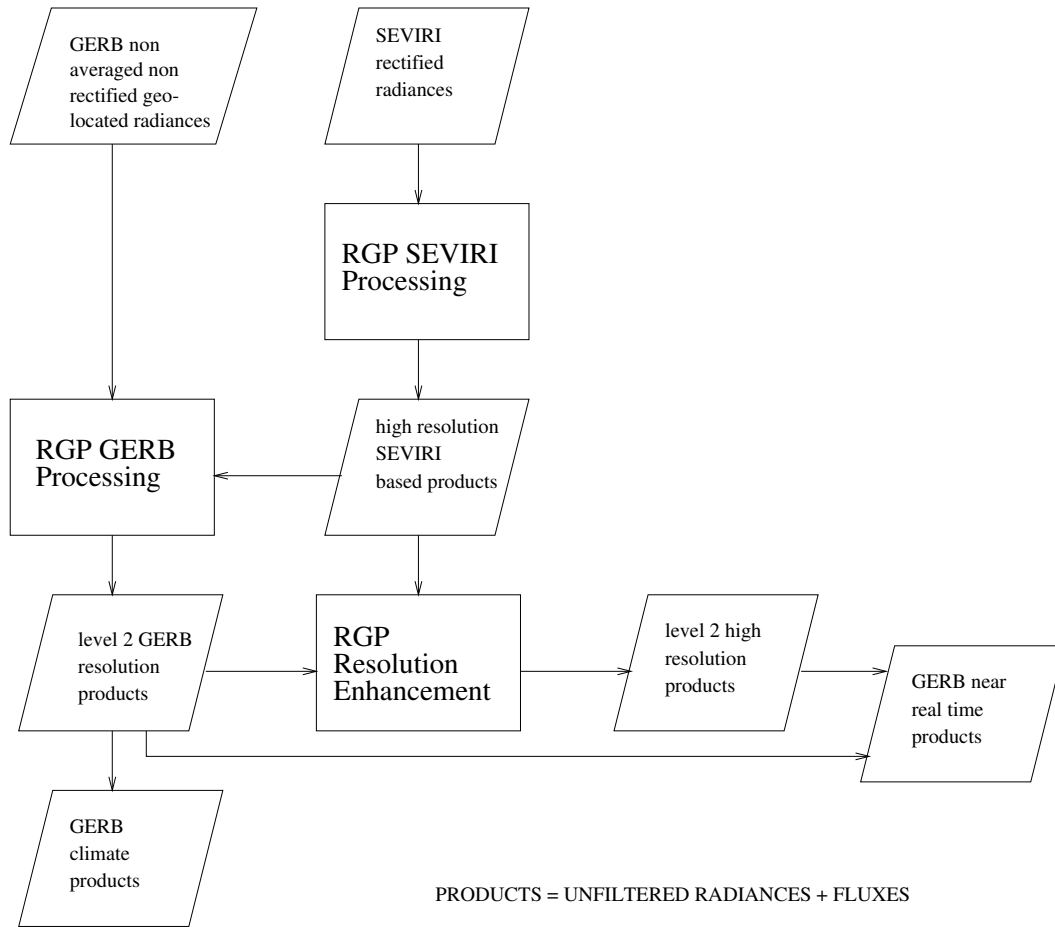 GERB non
averaged non
rectified geo-
located radiances
SEVIRI
rectified
radiances
RGP SEVIRI
Processing
RGP GERB
Processing
high resolution
SEVIRI
based products
level 2 GERB
resolution
products
RGP
Resolution
Enhancement
level 2 high
resolution
products
GERB near
real time
products
GERB
climate
products
PRODUCTS = UNFILTERED RADIANCES + FLUXES